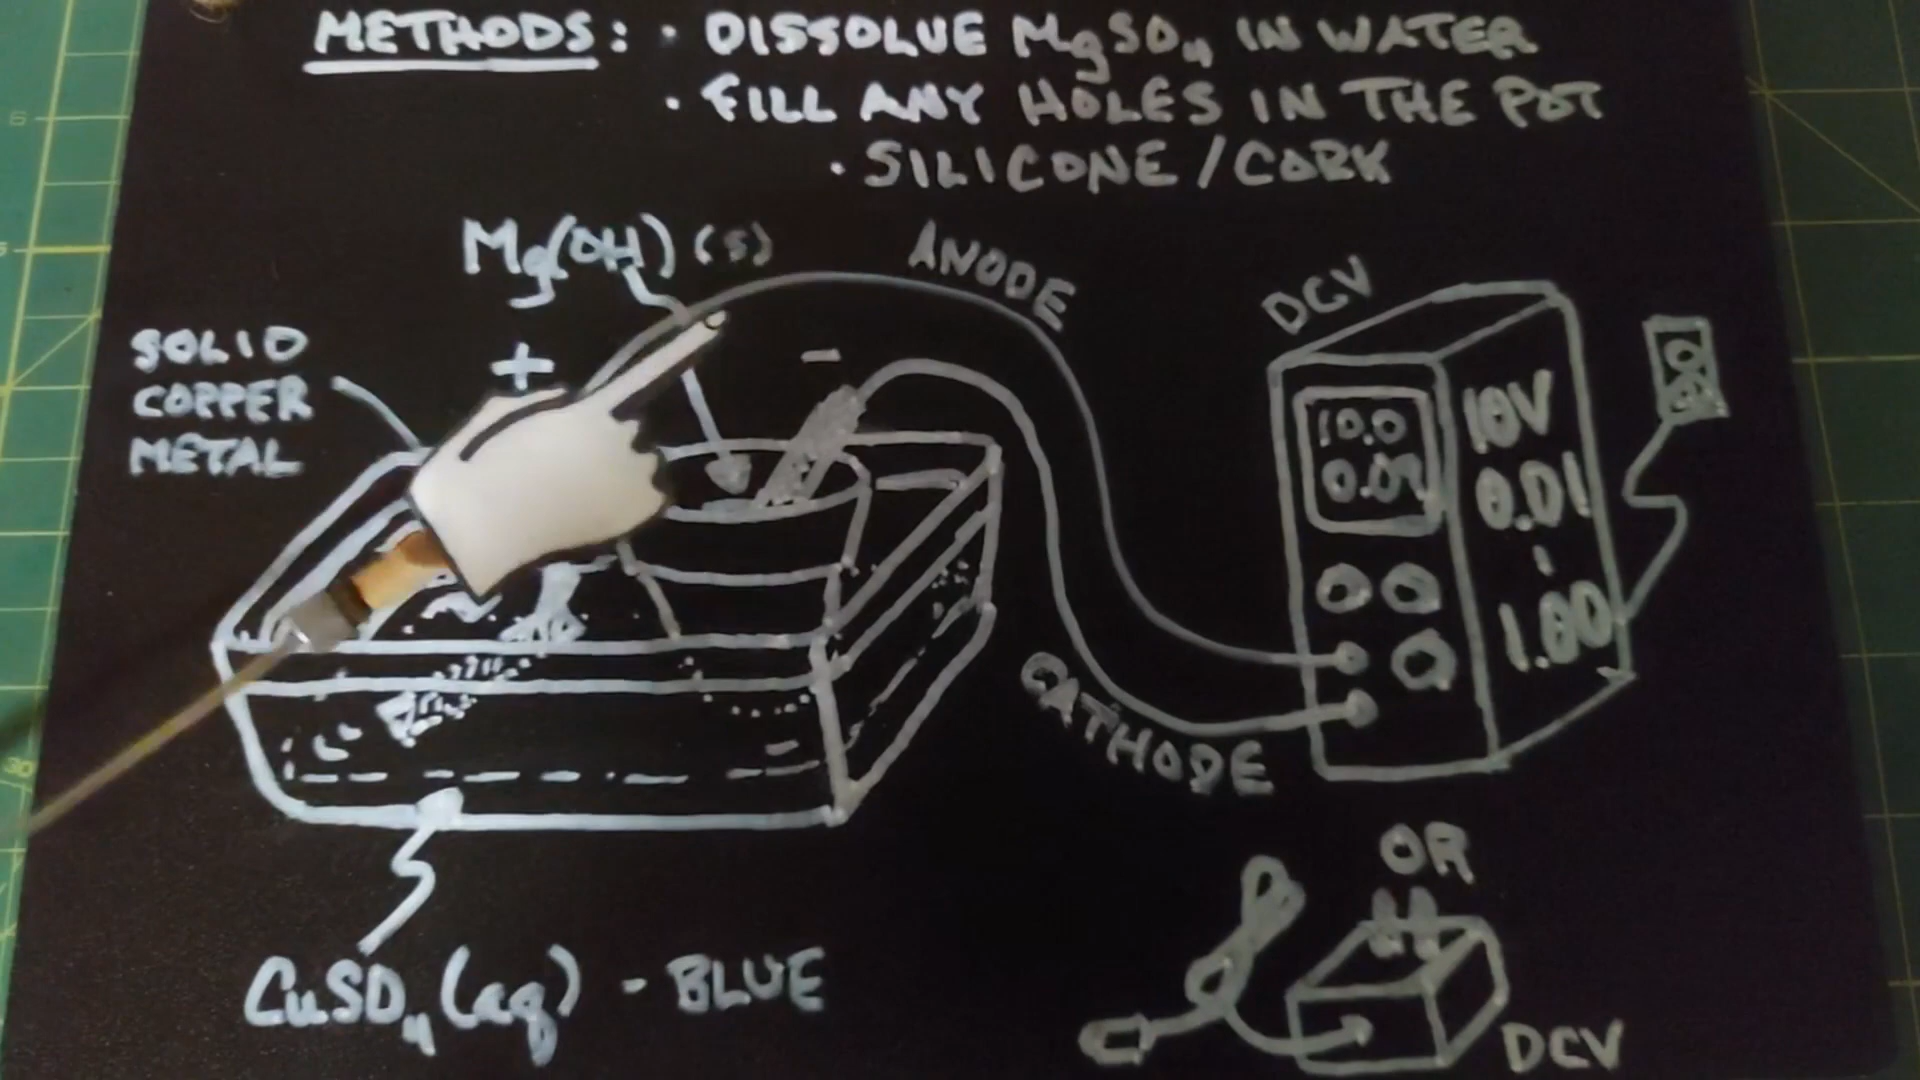 METHODS: • DISSOLVE MgSO4 IN WATER
• FILL ANY HOLES IN THE POT
• SILICONE/CORK
Mg(OH)2 (s)
ANODE
DCV
SOLID
COPPER
METAL
+
-
10.0
10V
0.01
-
1.00
CATHODE
OR
CuSO4(aq) - BLUE
DCV